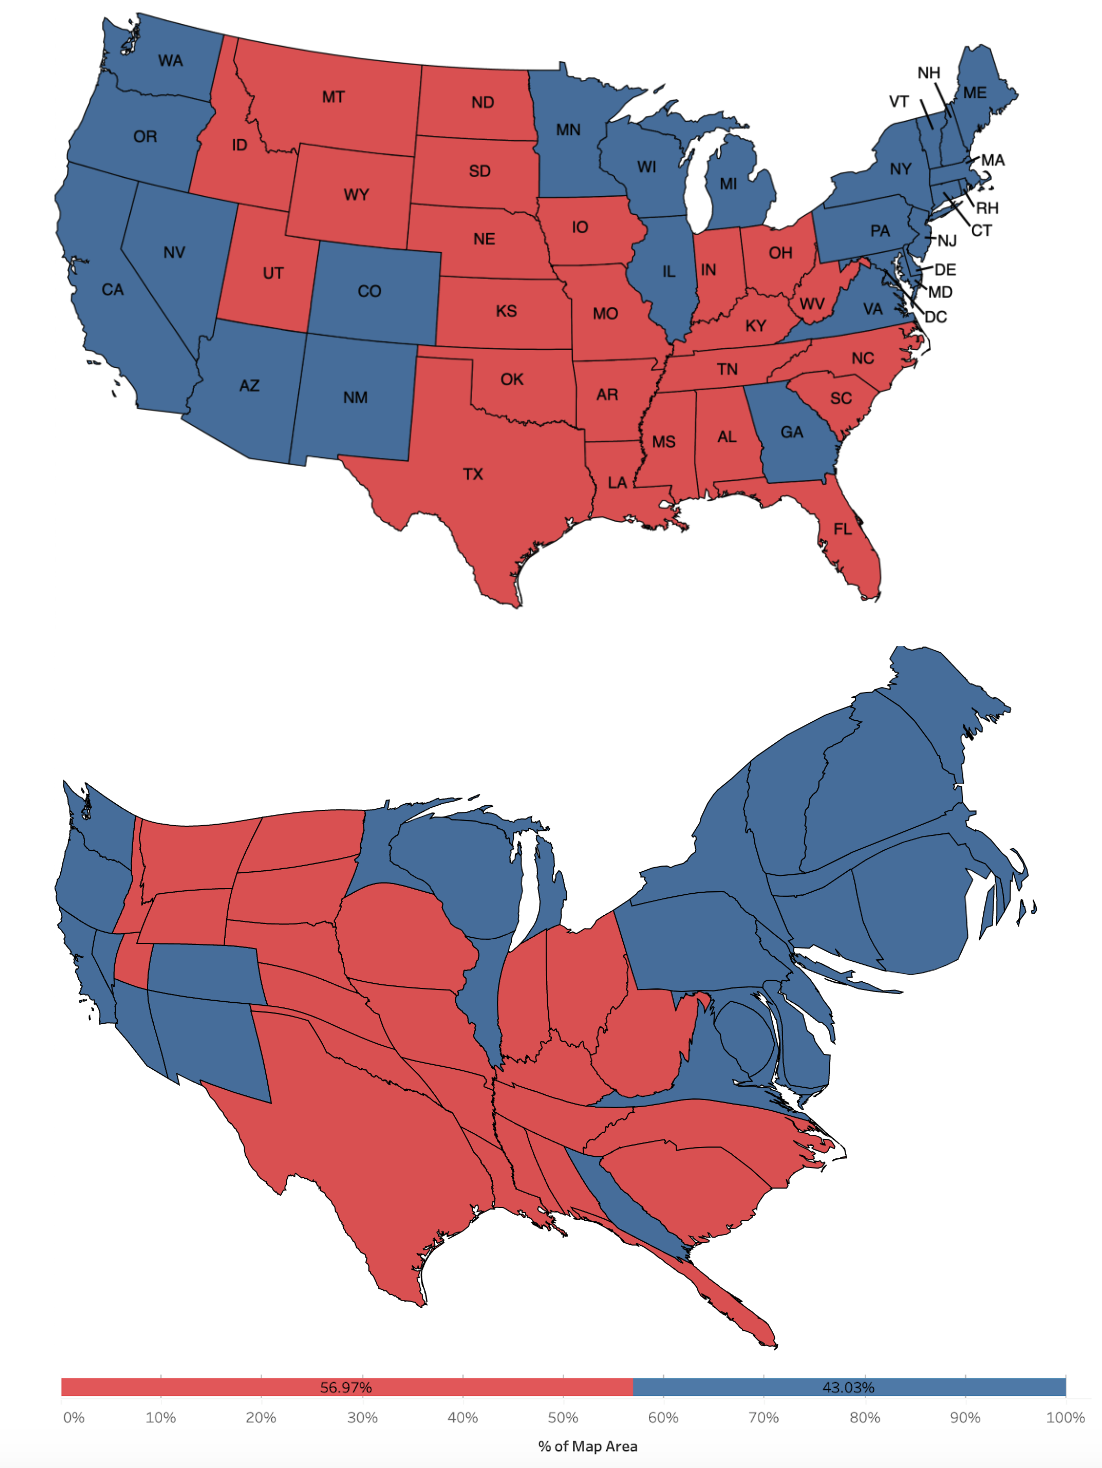 NH
ME
WA
VT
MT
ND
MN
OR
ID
NY
MA
WI
SD
MI
WY
RH
IO
CT
PA
NE
NJ
NV
OH
UT
IL
IN
DE
CA
CO
MD
WV
VA
KS
MO
DC
KY
NC
TN
OK
AZ
NM
AR
SC
GA
AL
MS
TX
LA
FL
56.97%
43.03%
0% 10% 20% 30% 40% 50% 60% 70% 80% 90% 100%
% of Map Area